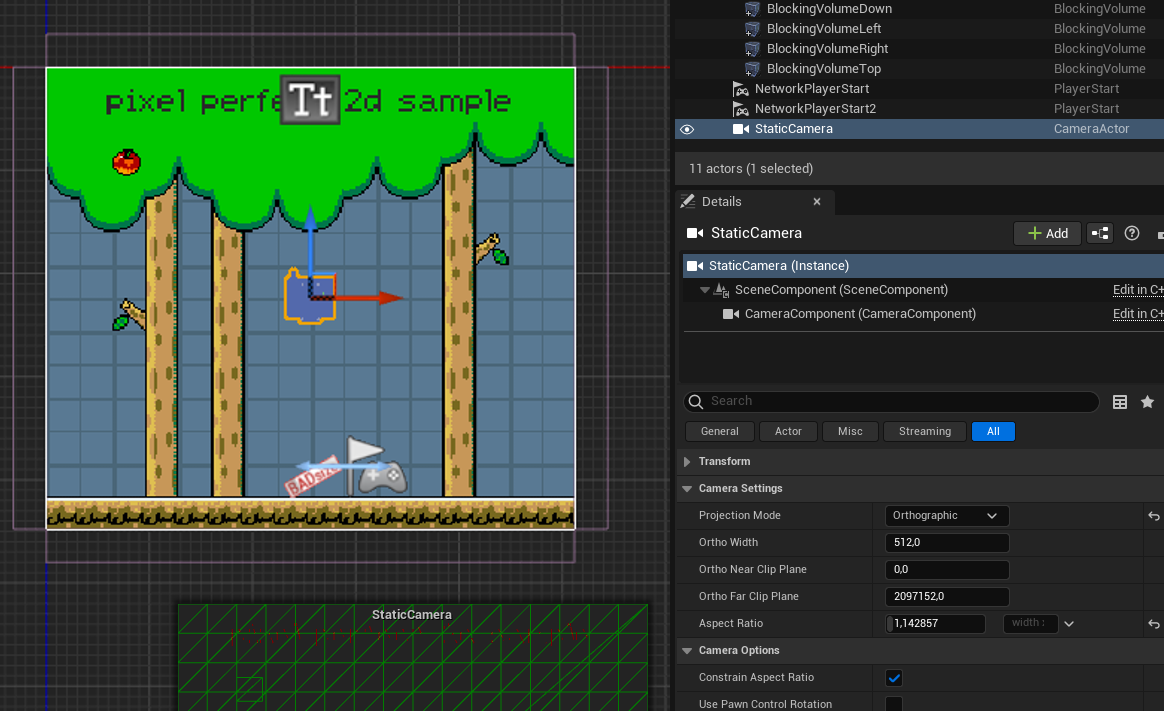 BlockingVolumeDown BlockingVolume
BlockingVolumeLeft BlockingVolume
BlockingVolumeRight BlockingVolume
BlockingVolumeTop BlockingVolume
NetworkPlayerStart PlayerStart
NetworkPlayerStart2 PlayerStart
StaticCamera CameraActor
11 actors (1 selected)
Details
StaticCamera
Add
StaticCamera (Instance)
SceneComponent (SceneComponent) Edit in C+
CameraComponent (CameraComponent) Edit in C+
Search
General Actor Misc Streaming All
Transform
Camera Settings
Projection Mode Orthographic
Ortho Width 512,0
Ortho Near Clip Plane 0,0
Ortho Far Clip Plane 2097152,0
Aspect Ratio 1,142857 width :
Camera Options
Constrain Aspect Ratio
Use Pawn Control Rotation
pixel perfe Tt 2d sample
BADsize
StaticCamera